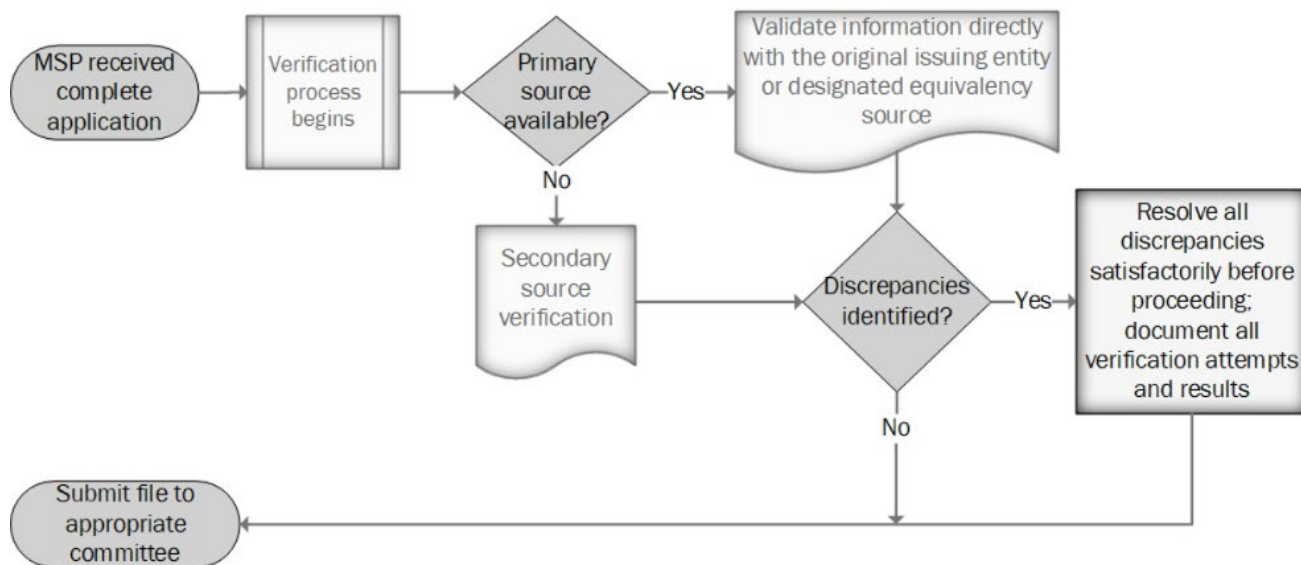 MSP received
complete
application
Verification
process
begins
Primary
source
available?
Yes
Validate information directly
with the original issuing entity
or designated equivalency
source
No
Secondary
source
verification
Discrepancies
identified?
Yes
Resolve all
discrepancies
satisfactorily before
proceeding;
document all
verification attempts
and results
No
Submit file to
appropriate
committee